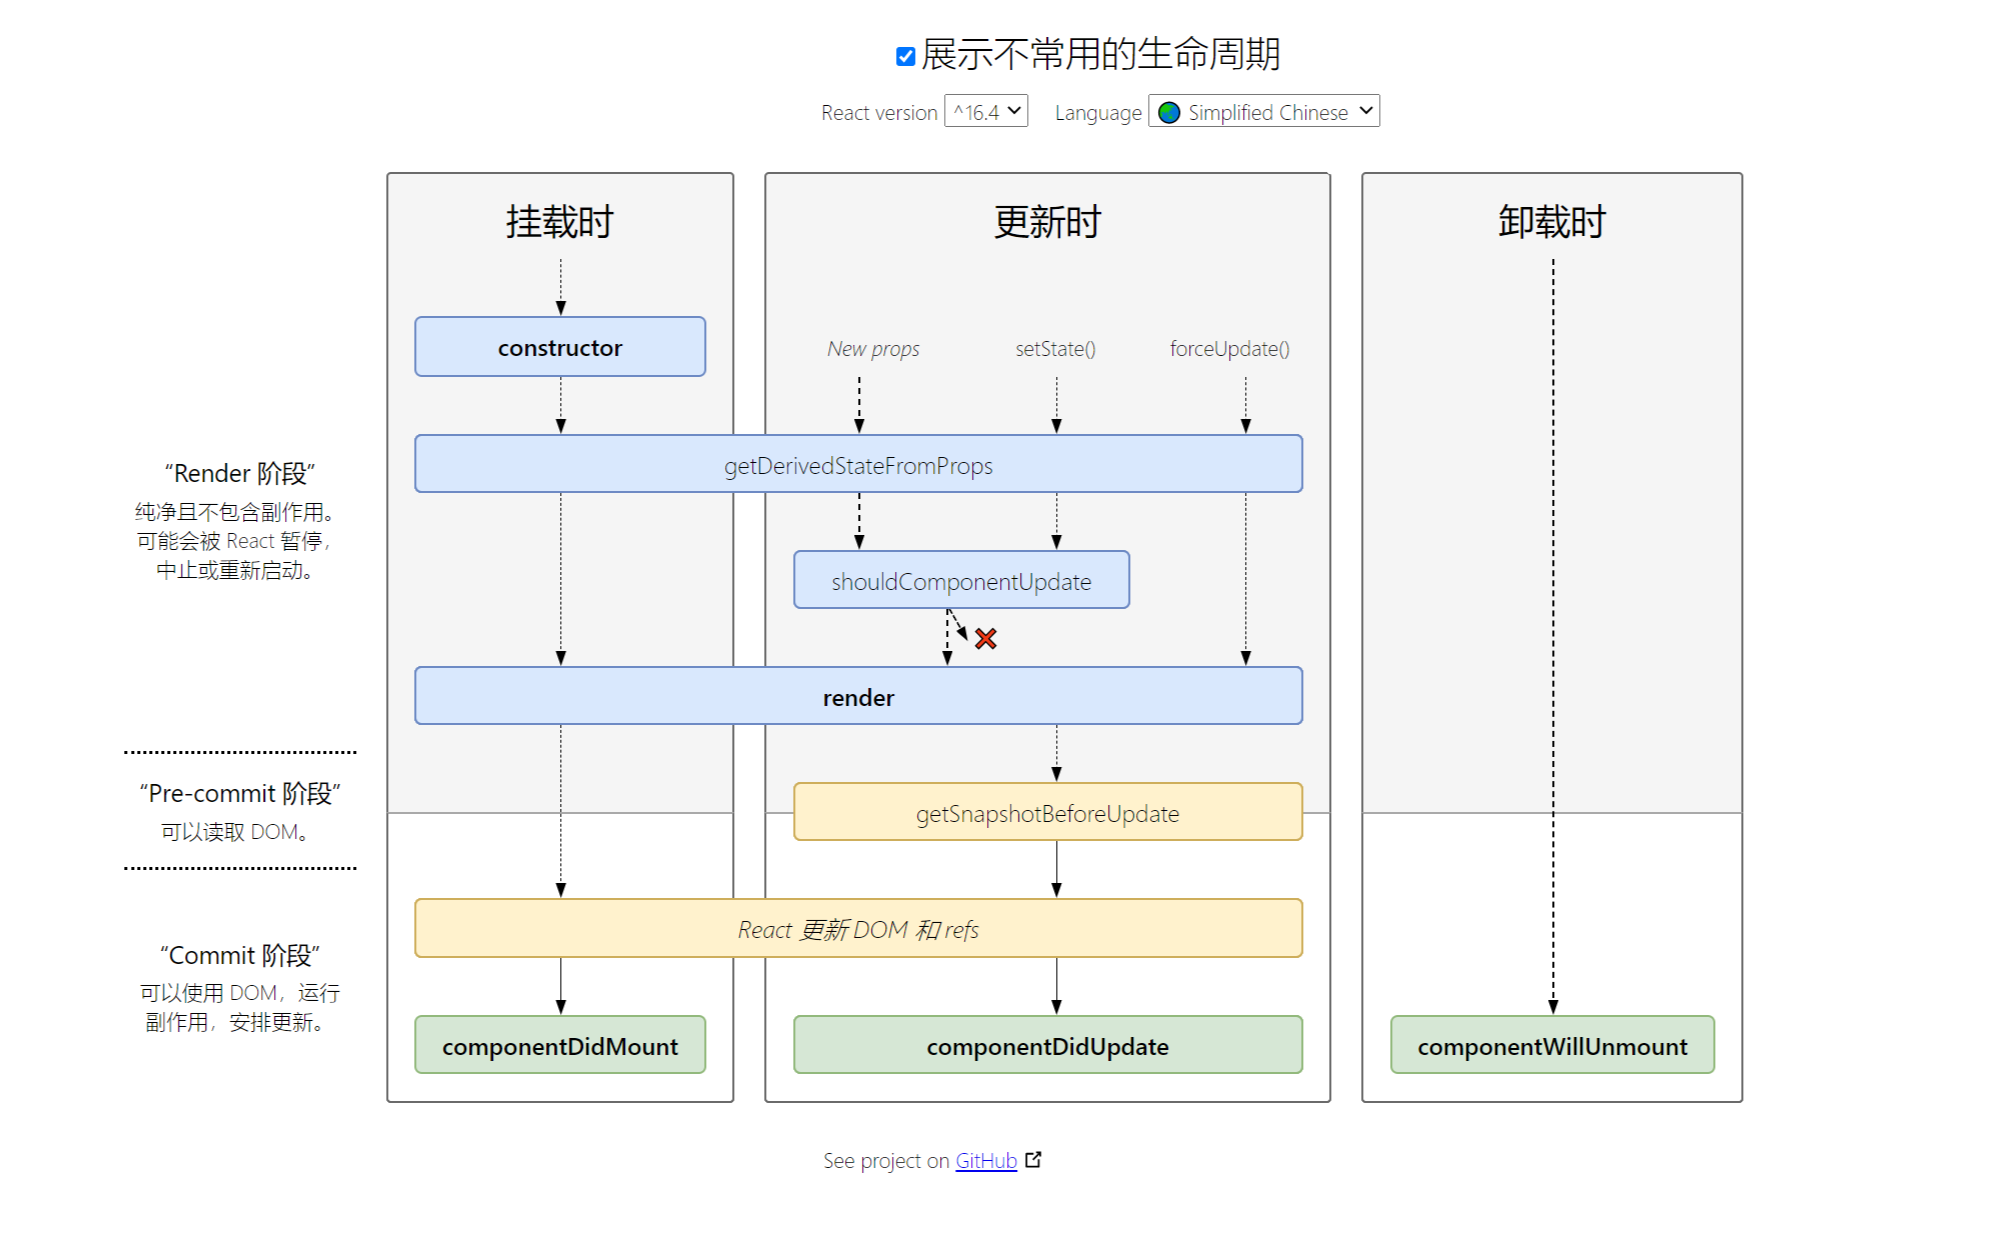 展示不常用的生命周期
React version ^16.4 Language Simplified Chinese
挂载时
更新时
卸载时
constructor
New props
setState()
forceUpdate()
getDerivedStateFromProps
“Render 阶段”
纯净且不包含副作用。
可能会被 React 暂停，
中止或重新启动。
shouldComponentUpdate
render
“Pre-commit 阶段”
可以读取 DOM。
getSnapshotBeforeUpdate
React 更新 DOM 和 refs
“Commit 阶段”
可以使用 DOM，运行
副作用，安排更新。
componentDidMount
componentDidUpdate
componentWillUnmount
See project on GitHub